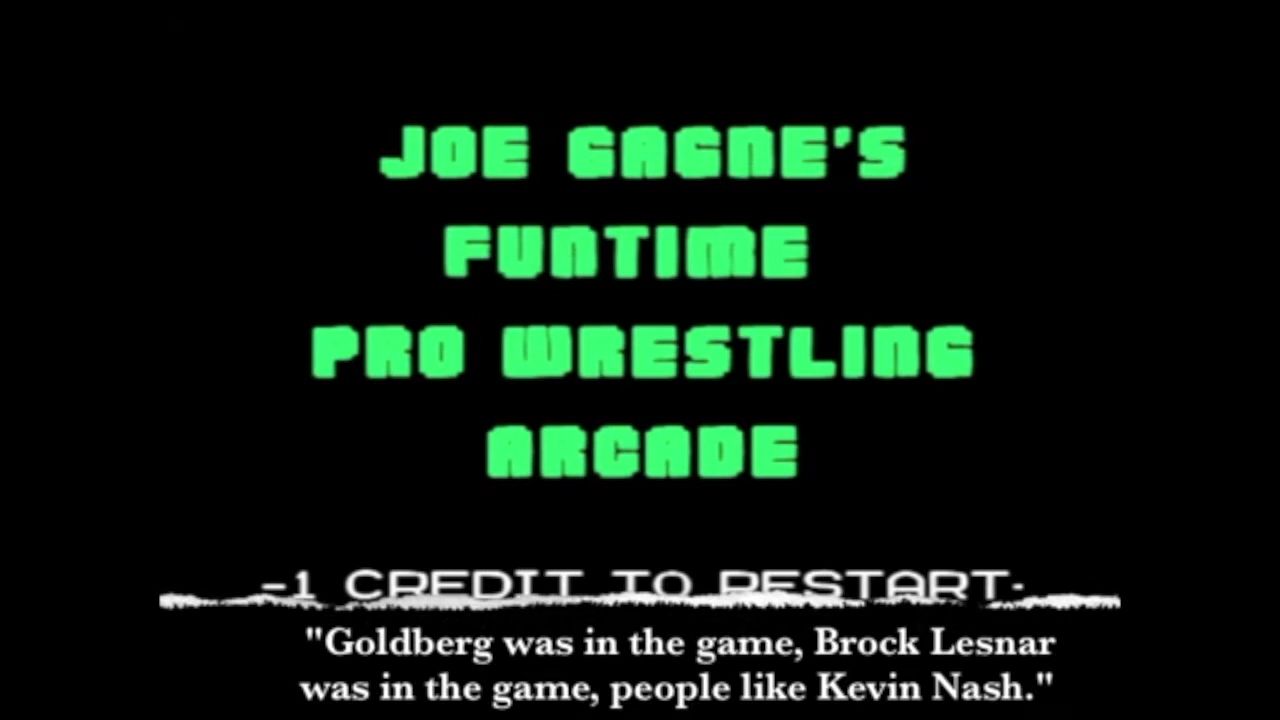 JOE GAGNE'S
FUNTIME
PRO WRESTLING
ARCADE
-1 CREDIT TO RESTART-
"Goldberg was in the game, Brock Lesnar
was in the game, people like Kevin Nash."